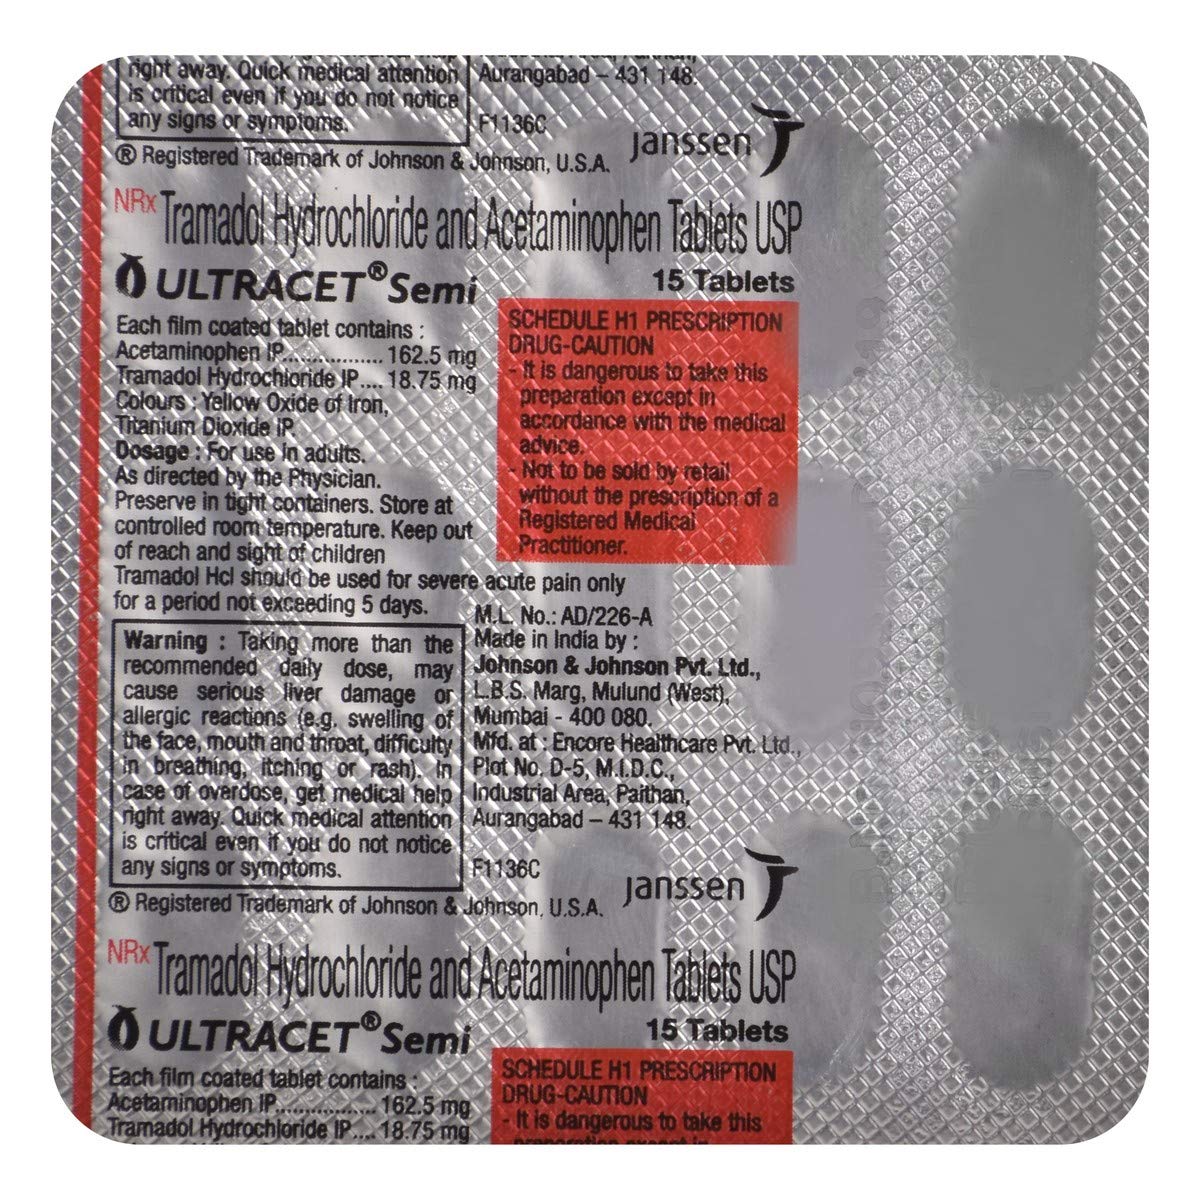 right away. Quick medical attention
is critical even if you do not notice
any signs or symptoms.
Aurangabad – 431 148.
F1136C
® Registered Trademark of Johnson & Johnson, U.S.A.
janssen
NRx Tramadol Hydrochloride and Acetaminophen Tablets USP
ULTRACET® Semi
15 Tablets
Each film coated tablet contains :
Acetaminophen IP................ 162.5 mg
Tramadol Hydrochloride IP.... 18.75 mg
Colours : Yellow Oxide of Iron,
Titanium Dioxide IP.
Dosage : For use in adults.
As directed by the Physician.
Preserve in tight containers. Store at
controlled room temperature. Keep out
of reach and sight of children
Tramadol Hcl should be used for severe acute pain only
for a period not exceeding 5 days.
SCHEDULE H1 PRESCRIPTION
DRUG-CAUTION
- It is dangerous to take this
preparation except in
accordance with the medical
advice.
- Not to be sold by retail
without the prescription of a
Registered Medical
Practitioner.
Warning : Taking more than the
recommended daily dose, may
cause serious liver damage or
allergic reactions (e.g. swelling of
the face, mouth and throat, difficulty
in breathing, itching or rash). In
case of overdose, get medical help
right away. Quick medical attention
is critical even if you do not notice
any signs or symptoms.
M.L. No.: AD/226-A
Made in India by :
Johnson & Johnson Pvt. Ltd.,
L.B.S. Marg, Mulund (West),
Mumbai - 400 080.
Mfd. at : Encore Healthcare Pvt. Ltd.,
Plot No. D-5, M.I.D.C.,
Industrial Area, Paithan,
Aurangabad – 431 148.
F1136C
® Registered Trademark of Johnson & Johnson, U.S.A.
janssen
NRx Tramadol Hydrochloride and Acetaminophen Tablets USP
ULTRACET® Semi
15 Tablets
Each film coated tablet contains :
Acetaminophen IP................ 162.5 mg
Tramadol Hydrochloride IP.... 18.75 mg
SCHEDULE H1 PRESCRIPTION
DRUG-CAUTION
- It is dangerous to take this
preparation except in